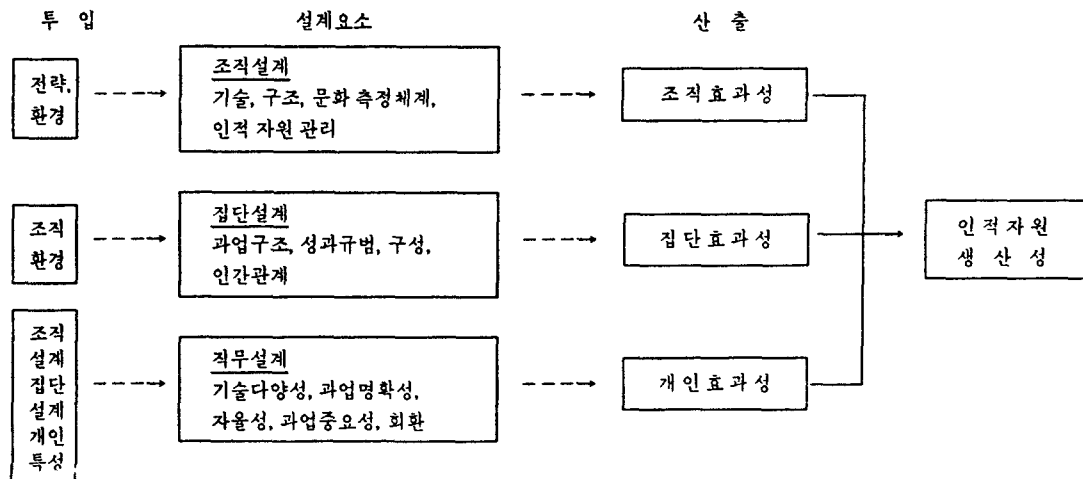 투 입
설계요소
산 출
전략,
환경
조직설계
기술, 구조, 문화 측정체계,
인적 자원 관리
조직효과성
조직
환경
집단설계
과업구조, 성과규범, 구성,
인간관계
집단효과성
인적자원
생 산 성
조직
설계
집단
설계
개인
특성
직무설계
기술다양성, 과업명확성,
자율성, 과업중요성, 회환
개인효과성